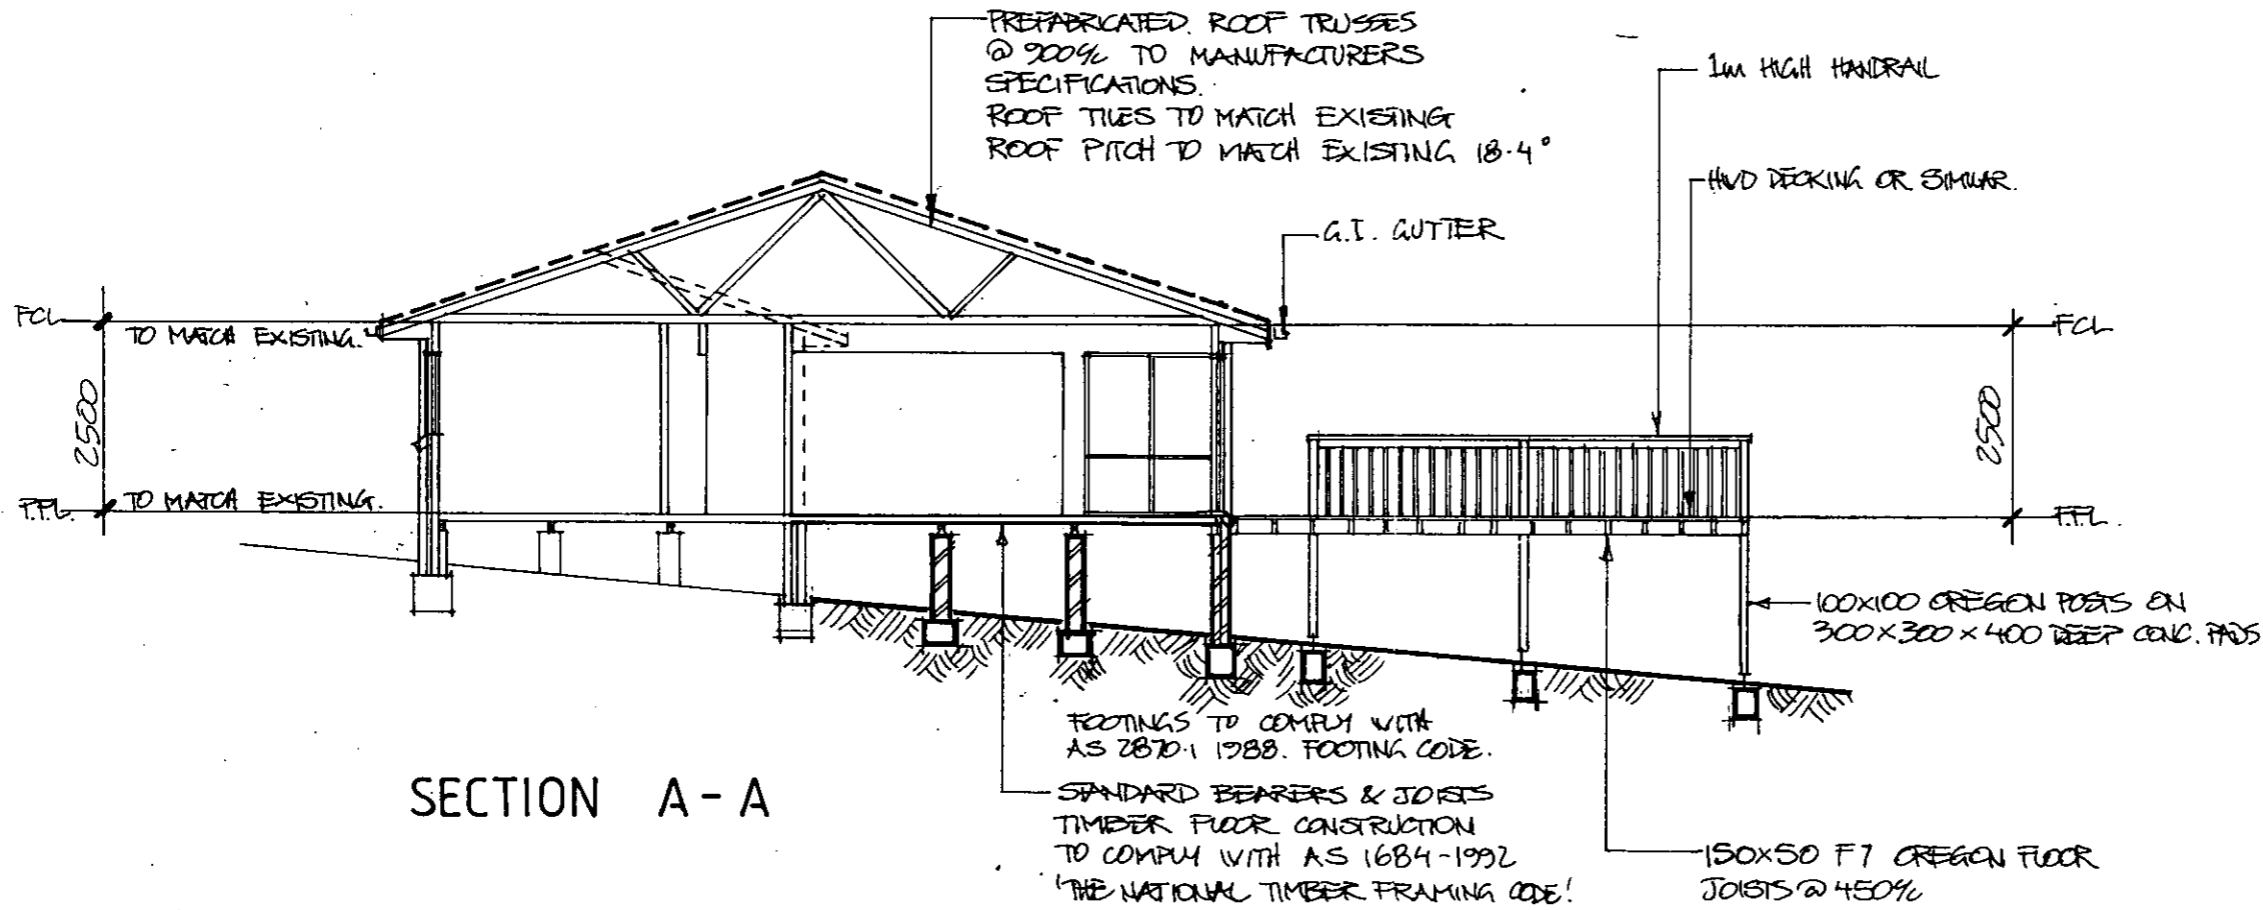 PREFABRICATED. ROOF TRUSSES
@ 900% TO MANUFACTURERS
SPECIFICATIONS.
ROOF TILES TO MATCH EXISTING
ROOF PITCH TO MATCH EXISTING 18.4°
1m HIGH HANDRAIL
HWD DECKING OR SIMILAR.
G.I. GUTTER
FCL
TO MATCH EXISTING.
FCL
2500
2500
F.F.L.
TO MATCH EXISTING.
F.F.L.
100X100 OREGON POSTS ON
300X300X400 DEEP CONC. PADS
FOOTINGS TO COMPLY WITH
AS 2870.1 1988. FOOTING CODE.
SECTION A-A
STANDARD BEARERS & JOISTS
TIMBER FLOOR CONSTRUCTION
TO COMPLY WITH AS 1684-1992
'THE NATIONAL TIMBER FRAMING CODE'.
150X50 F7 OREGON FLOOR
JOISTS @ 450%